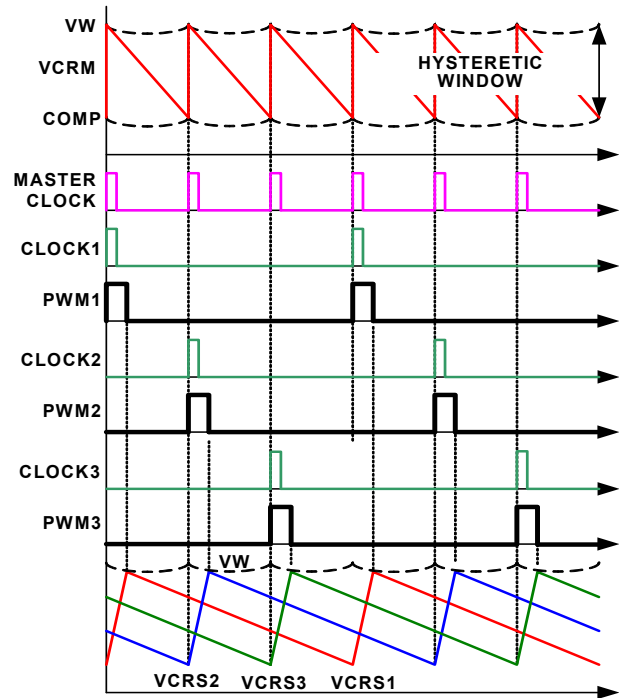 VW
VCRM
HYSTERETIC
WINDOW
COMP
MASTER
CLOCK
CLOCK1
PWM1
CLOCK2
PWM2
CLOCK3
PWM3
VW
VCRS2 VCRS3 VCRS1